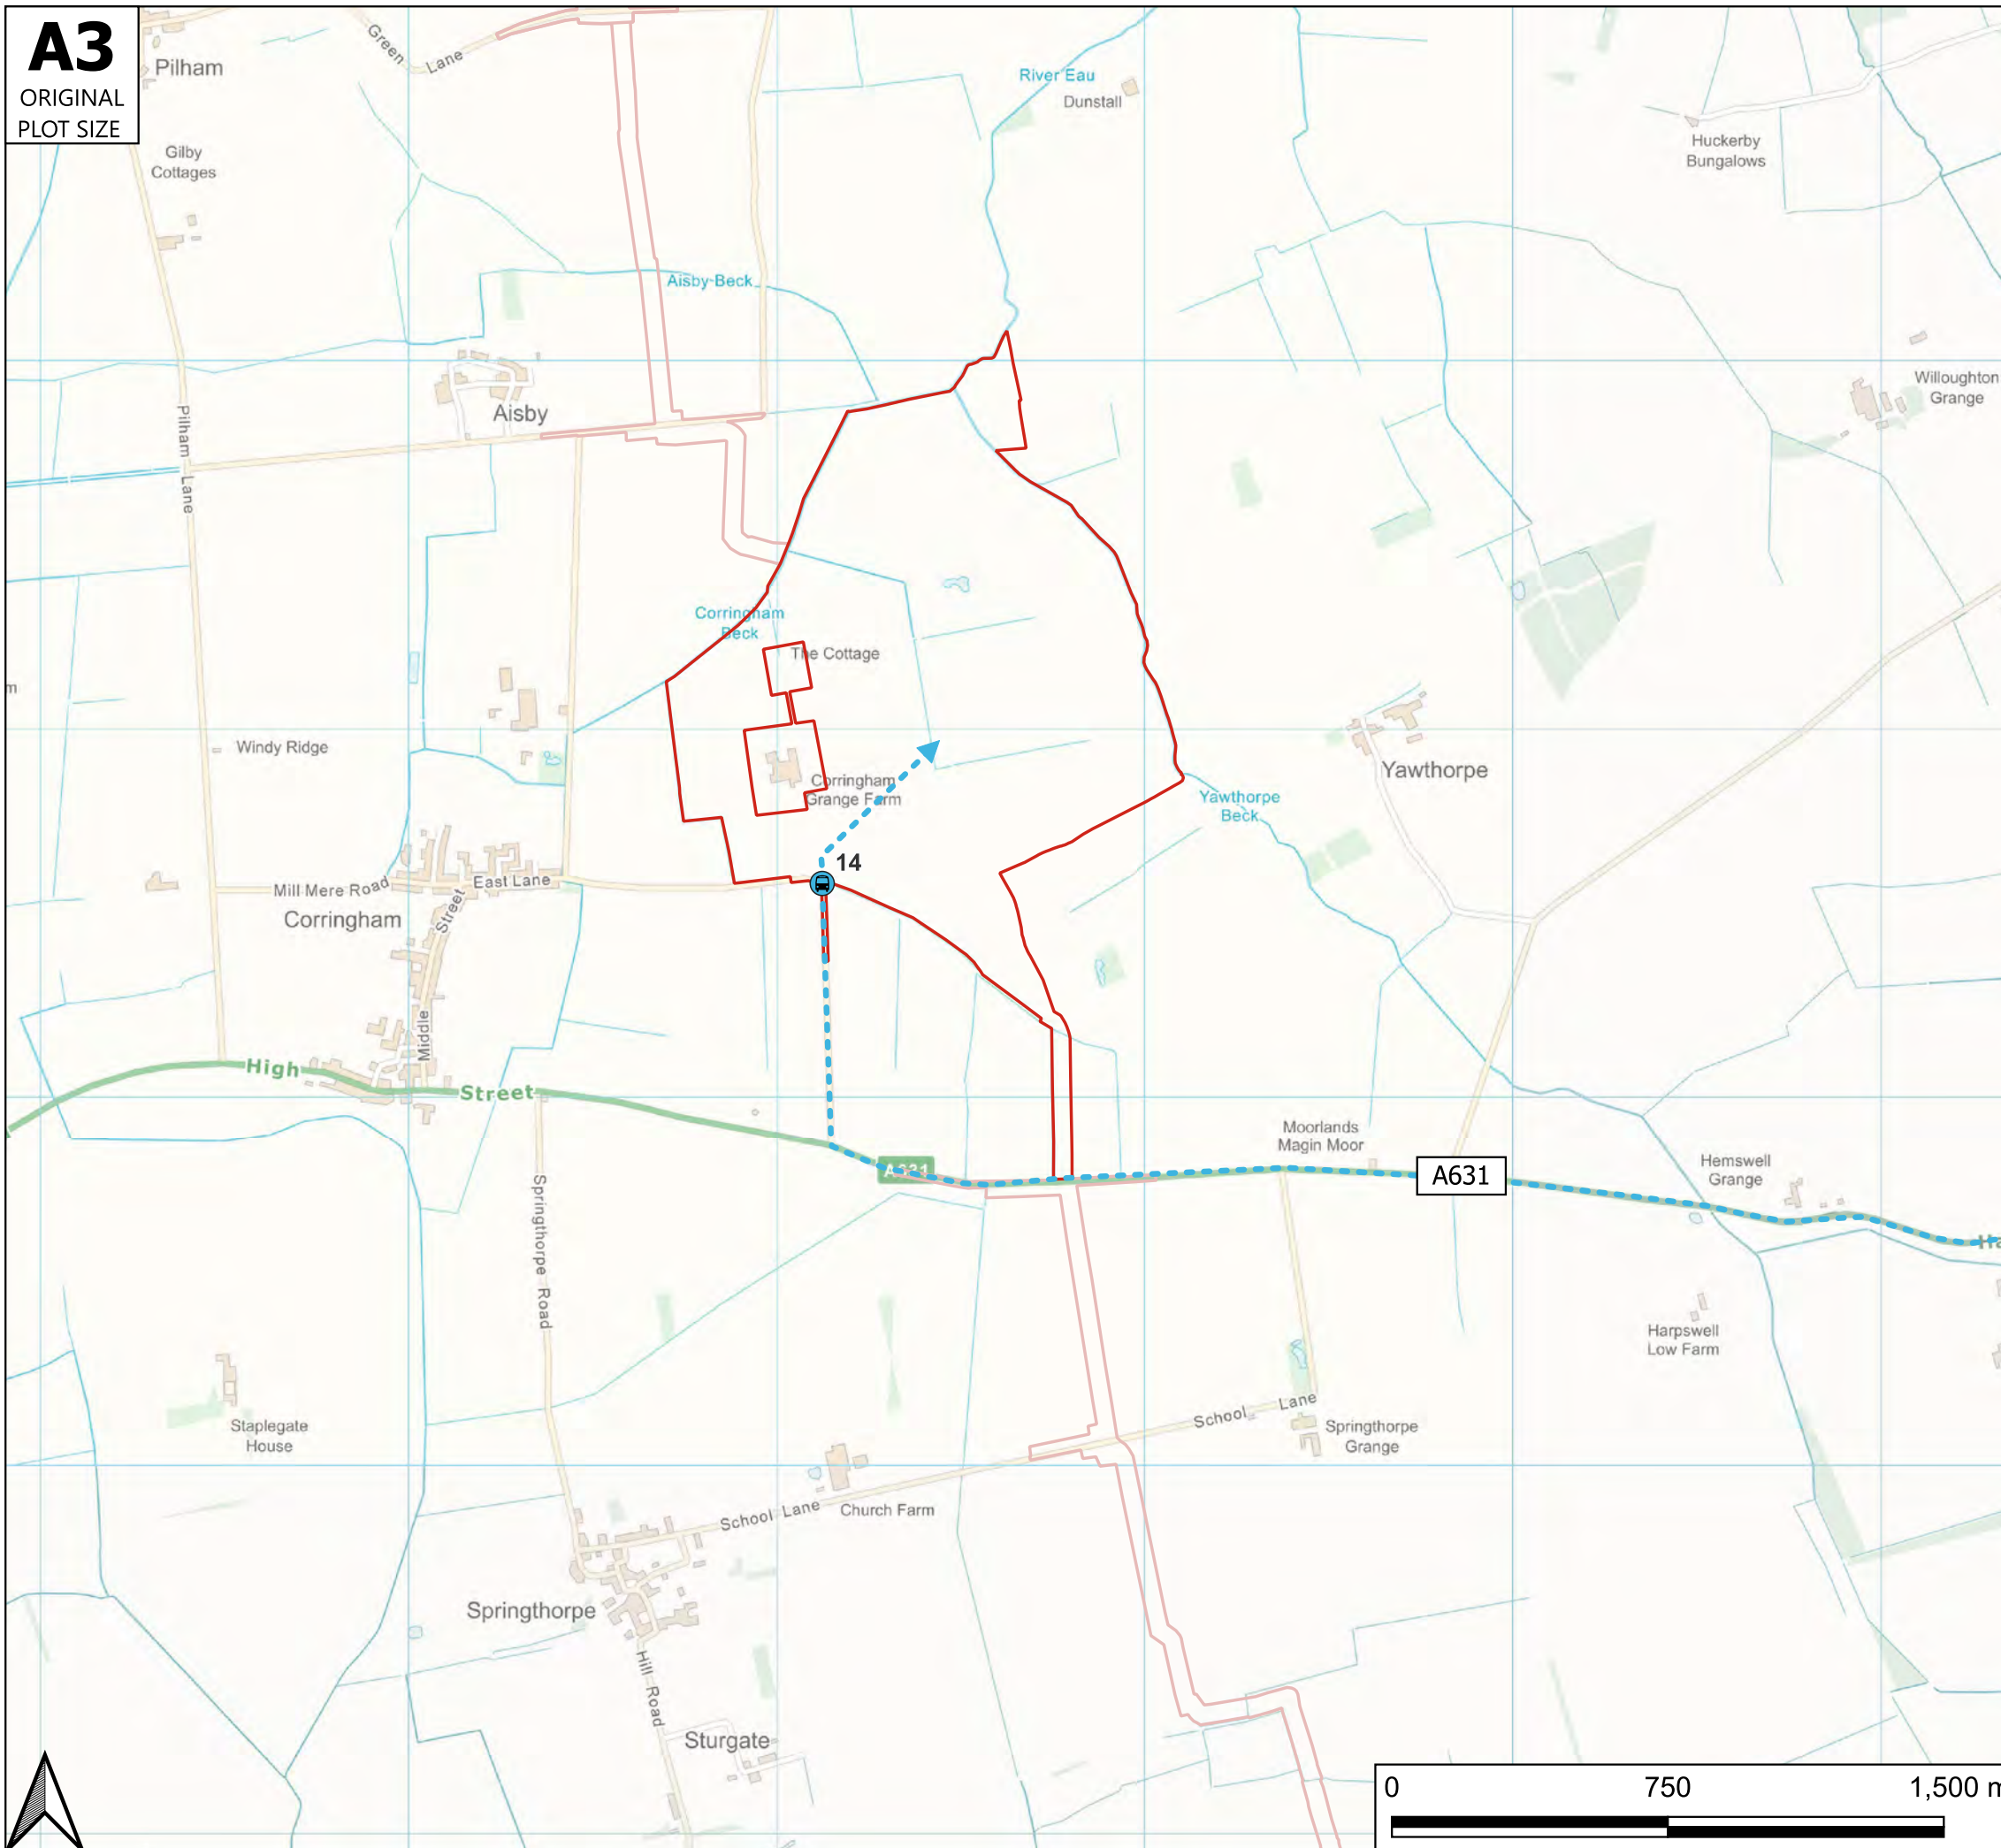 A3
ORIGINAL
PLOT SIZE
Pilham
Green
Lane
River Eau
Dunstall
Huckerby
Bungalows
Gilby
Cottages
Aisby Beck
Willoughton
Grange
Aisby
Pilham Lane
Corringham
Beck
The Cottage
m
Windy Ridge
Corringham
Grange Farm
Yawthorpe
Yawthorpe
Beck
14
Mill Mere Road
East Lane
Corringham
Middle Street
High Street
A631
Moorlands
Magin Moor
A631
Hemswell
Grange
Springthorpe Road
Harpswell
Low Farm
Staplegate
House
School Lane
Springthorpe
Grange
School Lane
Church Farm
Springthorpe
Hill Road
Sturgate
0 750 1,500 m